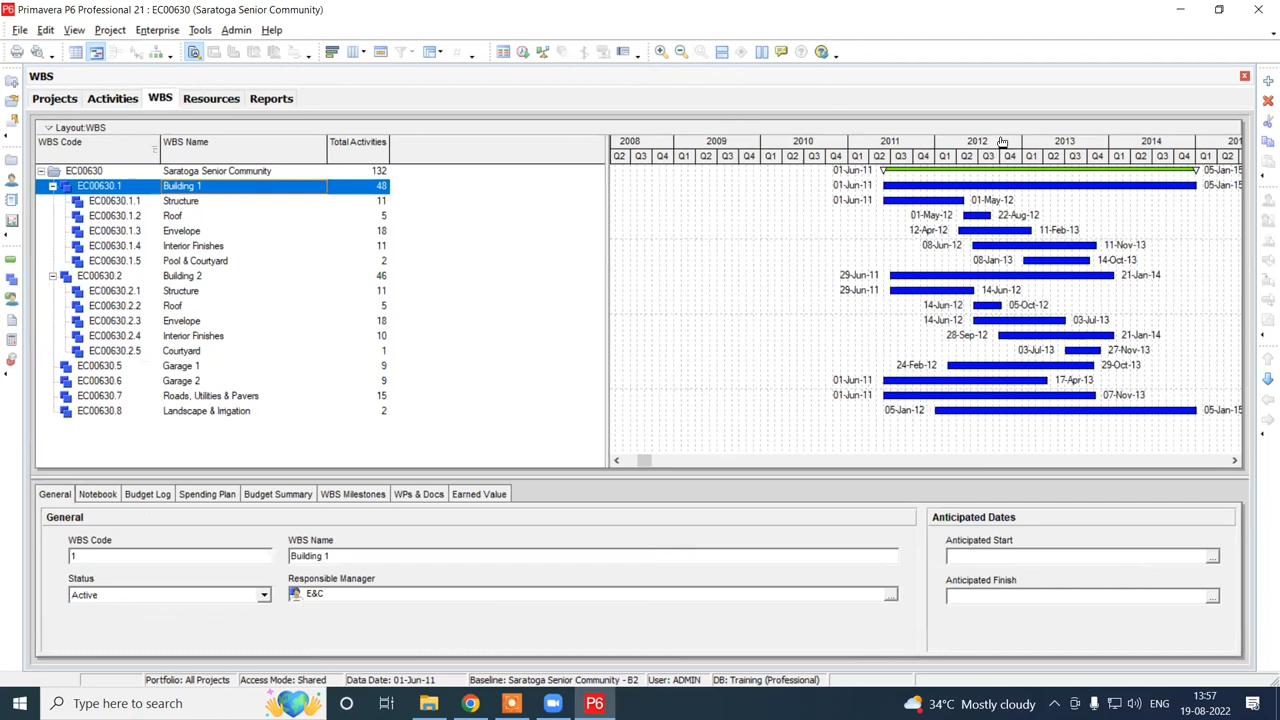 Primavera P6 Professional 21 : EC00630 (Saratoga Senior Community)
File Edit View Project Enterprise Tools Admin Help
WBS
Projects Activities WBS Resources Reports
Layout:WBS
WBS Code WBS Name Total Activities
2008 2009 2010 2011 2012 2013 2014
Q2 Q3 Q4 Q1 Q2 Q3 Q4 Q1 Q2 Q3 Q4 Q1 Q2 Q3 Q4 Q1 Q2 Q3 Q4 Q1 Q2 Q3 Q4 Q1 Q2 Q3 Q4 Q1 Q2
EC00630 Saratoga Senior Community 132 01-Jun-11 05-Jan-15
EC00630.1 Building 1 48 01-Jun-11 05-Jan-15
EC00630.1.1 Structure 11 01-Jun-11 01-May-12
EC00630.1.2 Roof 5 01-May-12 22-Aug-12
EC00630.1.3 Envelope 18 12-Apr-12 11-Feb-13
EC00630.1.4 Interior Finishes 11 08-Jun-12 11-Nov-13
EC00630.1.5 Pool & Courtyard 2 08-Jan-13 14-Oct-13
EC00630.2 Building 2 46 29-Jun-11 21-Jan-14
EC00630.2.1 Structure 11 29-Jun-11 14-Jun-12
EC00630.2.2 Roof 5 14-Jun-12 05-Oct-12
EC00630.2.3 Envelope 18 14-Jun-12 03-Jul-13
EC00630.2.4 Interior Finishes 10 28-Sep-12 21-Jan-14
EC00630.2.5 Courtyard 1 03-Jul-13 27-Nov-13
EC00630.5 Garage 1 9 24-Feb-12 29-Oct-13
EC00630.6 Garage 2 9 01-Jun-11 17-Apr-13
EC00630.7 Roads, Utilities & Pavers 15 01-Jun-11 07-Nov-13
EC00630.8 Landscape & Irrigation 2 05-Jan-12 05-Jan-15
General Notebook Budget Log Spending Plan Budget Summary WBS Milestones WPs & Docs Earned Value
General Anticipated Dates
WBS Code WBS Name Anticipated Start
1 Building 1
Status Responsible Manager Anticipated Finish
Active E&C
Portfolio: All Projects Access Mode: Shared Data Date: 01-Jun-11 Baseline: Saratoga Senior Community - B2 User: ADMIN DB: Training (Professional)
Type here to search P6 34°C Mostly cloudy ENG 13:57
19-08-2022